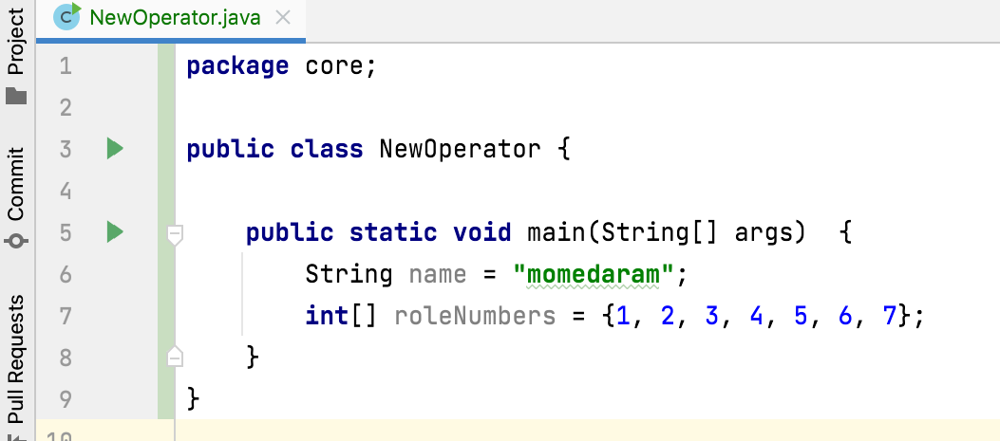 Project
Commit
Pull Requests
NewOperator.java
1 package core;
2
3 public class NewOperator {
4
5     public static void main(String[] args)  {
6         String name = "momedaram";
7         int[] roleNumbers = {1, 2, 3, 4, 5, 6, 7};
8     }
9 }
10